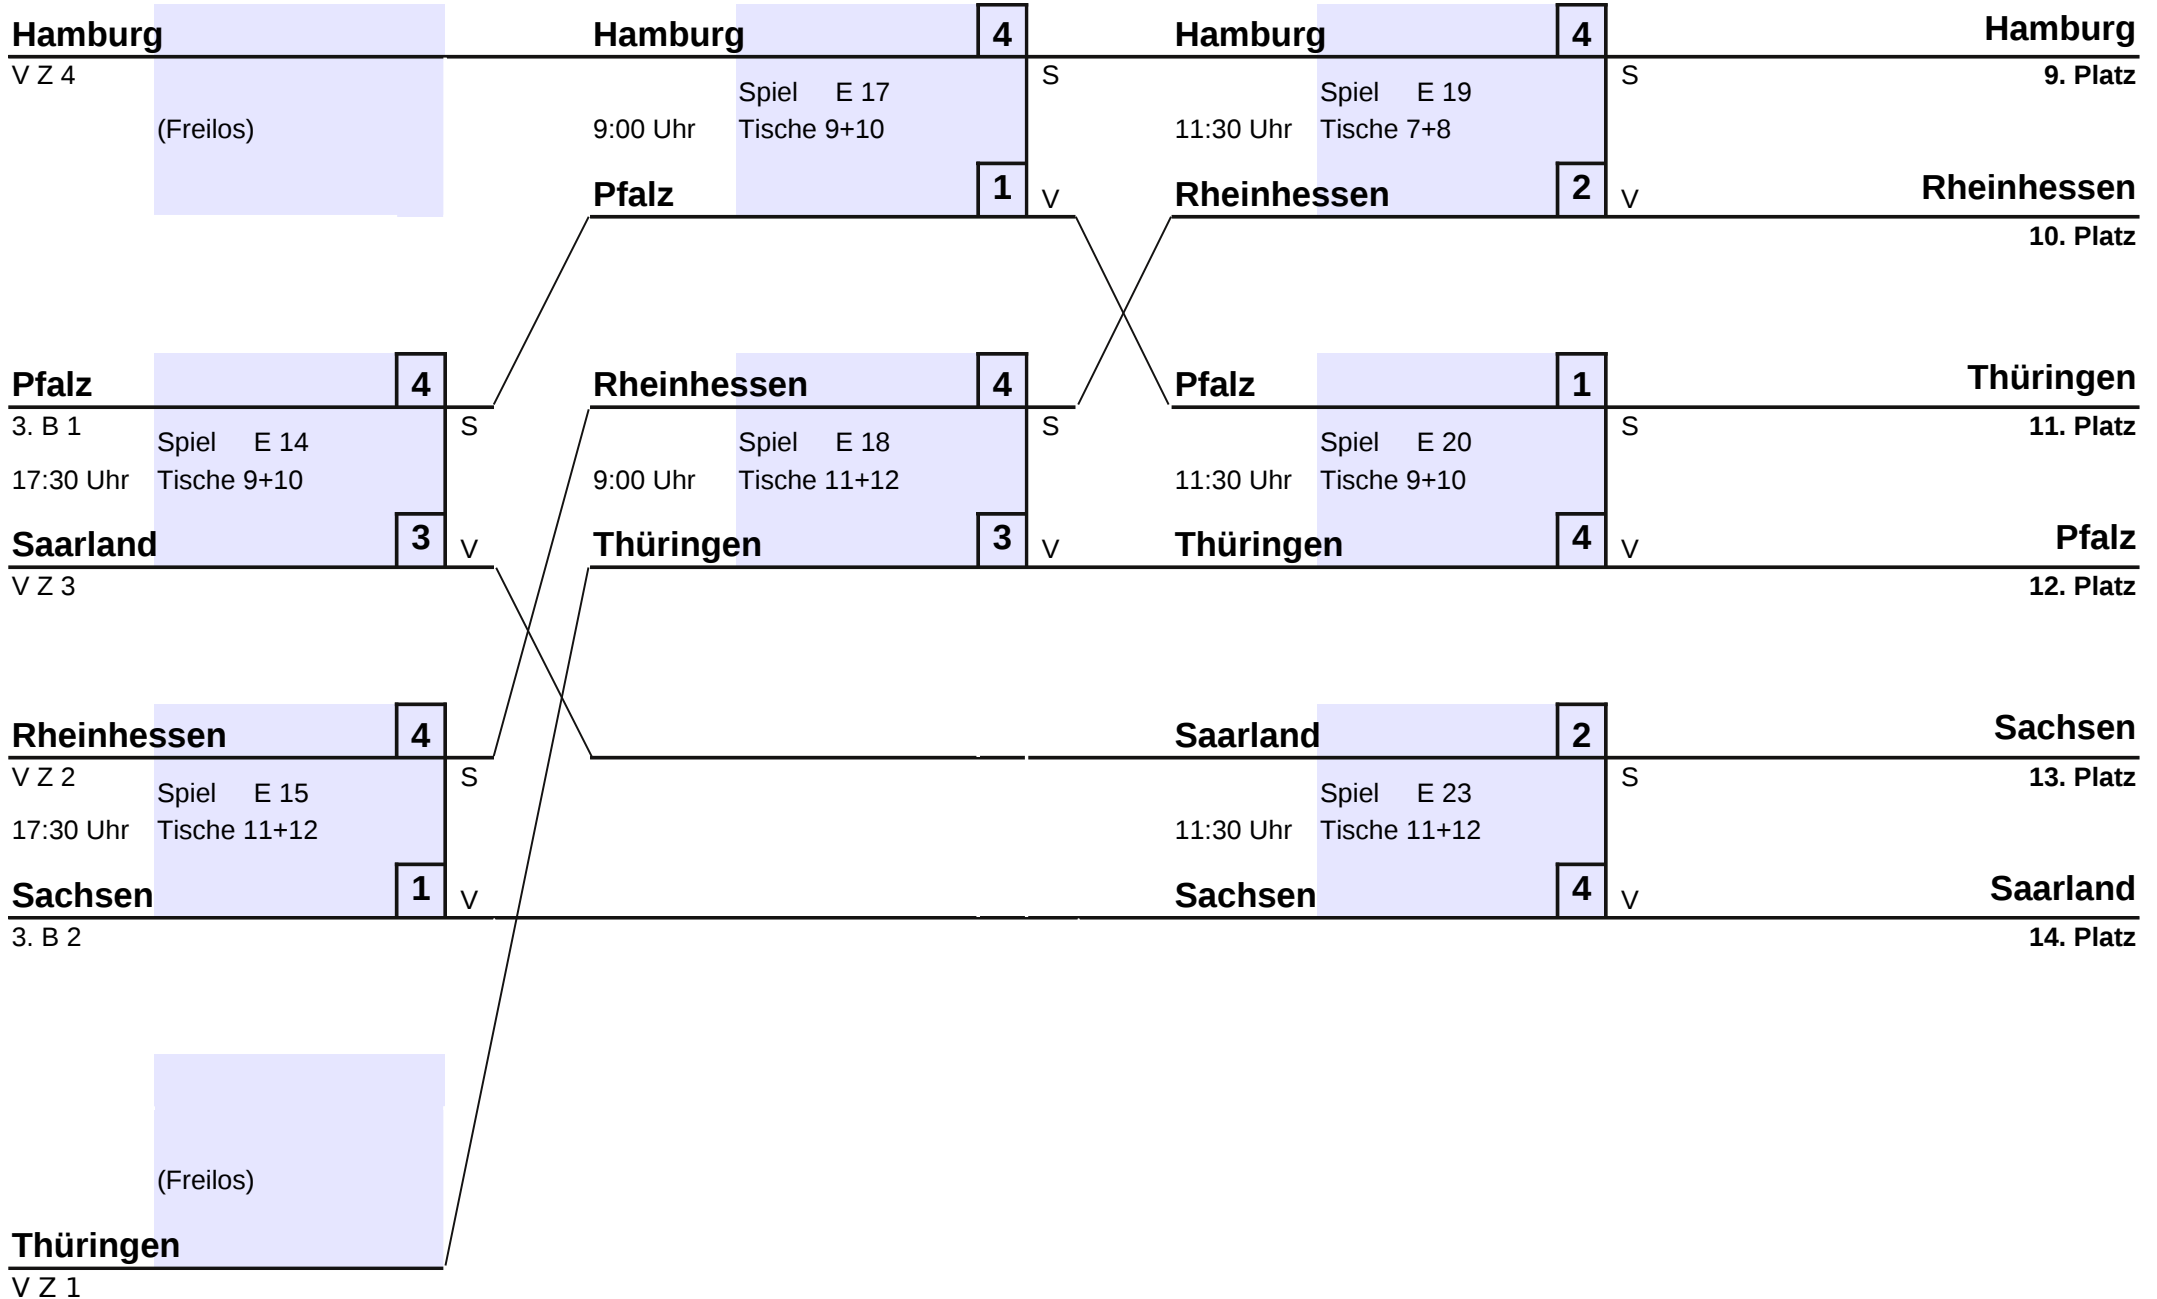 Hamburg Hamburg 4 Hamburg 4 Hamburg
V Z 4 S S 9. Platz
Spiel E 17 Spiel E 19
(Freilos) 9:00 Uhr Tische 9+10 11:30 Uhr Tische 7+8
Pfalz 1 V Rheinhessen 2 V Rheinhessen
10. Platz
Pfalz 4 Rheinhessen 4 Pfalz 1 Thüringen
3. B 1 S S S 11. Platz
Spiel E 14 Spiel E 18 Spiel E 20
17:30 Uhr Tische 9+10 9:00 Uhr Tische 11+12 11:30 Uhr Tische 9+10
Saarland 3 V Thüringen 3 V Thüringen 4 V Pfalz
V Z 3 12. Platz
Rheinhessen 4 Saarland 2 Sachsen
V Z 2 S S 13. Platz
Spiel E 15 Spiel E 23
17:30 Uhr Tische 11+12 11:30 Uhr Tische 11+12
Sachsen 1 V Sachsen 4 V Saarland
3. B 2 14. Platz
(Freilos)
Thüringen
V Z 1